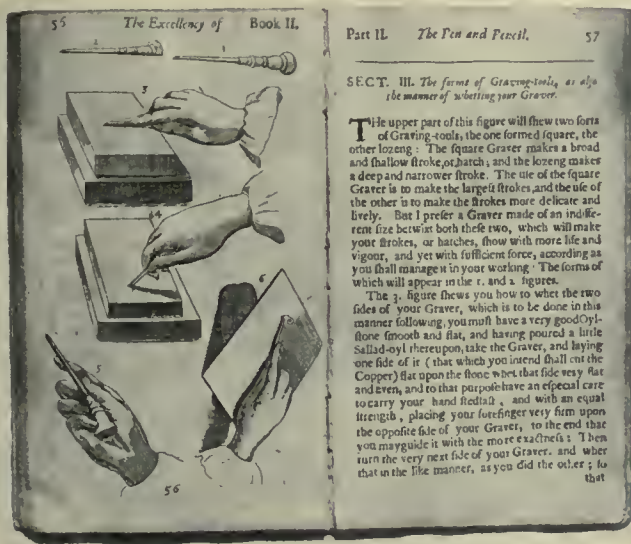 56 The Excellency of Book II.
1 2
3
4
6
5
56
Part II. The Pen and Pencil. 57
SECT. III. The forms of Graving-tools, as also
the manner of whetting your Graver.
THe upper part of this figure will ſhew two ſorts
of Graving-tools, the one formed ſquare, the
other lozeng: The ſquare Graver makes a broad
and ſhallow ſtroke, or hatch; and the lozeng makes
a deep and narrower ſtroke. The uſe of the ſquare
Graver is to make the largeſt ſtrokes, and the uſe of
the other is to make the ſtrokes more delicate and
lively. But I prefer a Graver made of an indiffe-
rent ſize betwixt both theſe two, which will make
your ſtrokes, or hatches, ſhow with more life and
vigour, and yet with ſufficient force, according as
you ſhall manage it in your working: The forms of
which will appear in the 1. and 2 figures.
The 3. figure ſhews you how to whet the two
ſides of your Graver, which is to be done in this
manner following, you muſt have a very good Oyl-
ſtone ſmooth and flat, and having poured a little
Sallad-oyl thereupon, take the Graver, and laying
one ſide of it (that which you intend ſhall cut the
Copper) flat upon the ſtone whet that ſide very flat
and even, and to that purpoſe have an eſpecial care
to carry your hand ſtedfaſt, and with an equal
ſtrength, placing your forefinger very firm upon
the oppoſite ſide of your Graver, to the end that
you may guide it with the more exactneſs: Then
turn the very next ſide of your Graver, and whet
that in the like manner, as you did the other; ſo
that